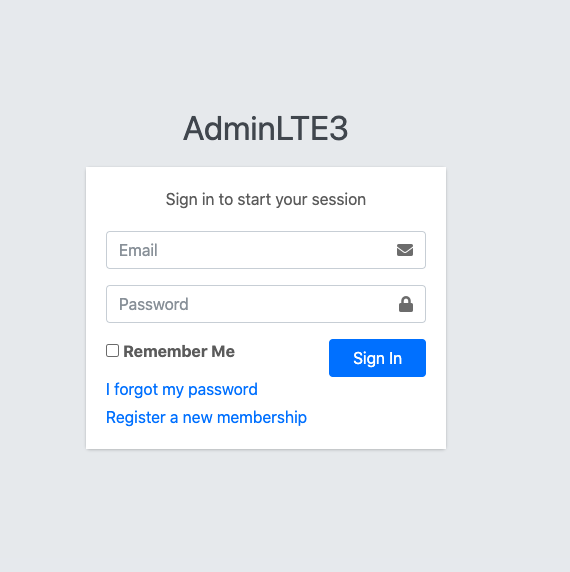 AdminLTE3
Sign in to start your session
Email
Password
Remember Me
Sign In
I forgot my password
Register a new membership